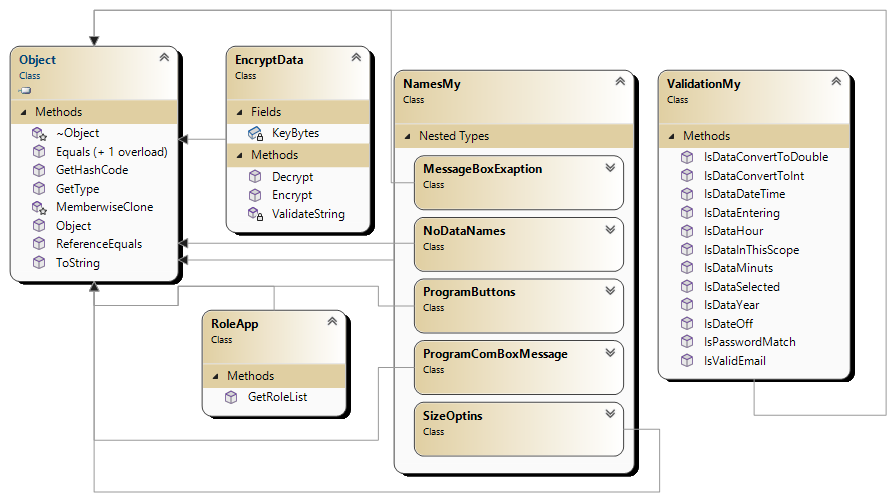 Object
Class
Methods
~Object
Equals (+ 1 overload)
GetHashCode
GetType
MemberwiseClone
Object
ReferenceEquals
ToString
EncryptData
Class
Fields
KeyBytes
Methods
Decrypt
Encrypt
ValidateString
RoleApp
Class
Methods
GetRoleList
NamesMy
Class
Nested Types
MessageBoxExaption
Class
NoDataNames
Class
ProgramButtons
Class
ProgramComBoxMessage
Class
SizeOptins
Class
ValidationMy
Class
Methods
IsDataConvertToDouble
IsDataConvertToInt
IsDataDateTime
IsDataEntering
IsDataHour
IsDataInThisScope
IsDataMinuts
IsDataSelected
IsDataYear
IsDateOff
IsPasswordMatch
IsValidEmail